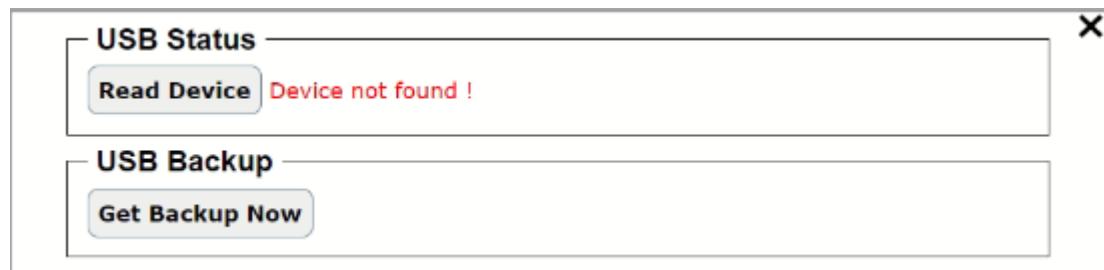 USB Status
Read Device Device not found !
USB Backup
Get Backup Now